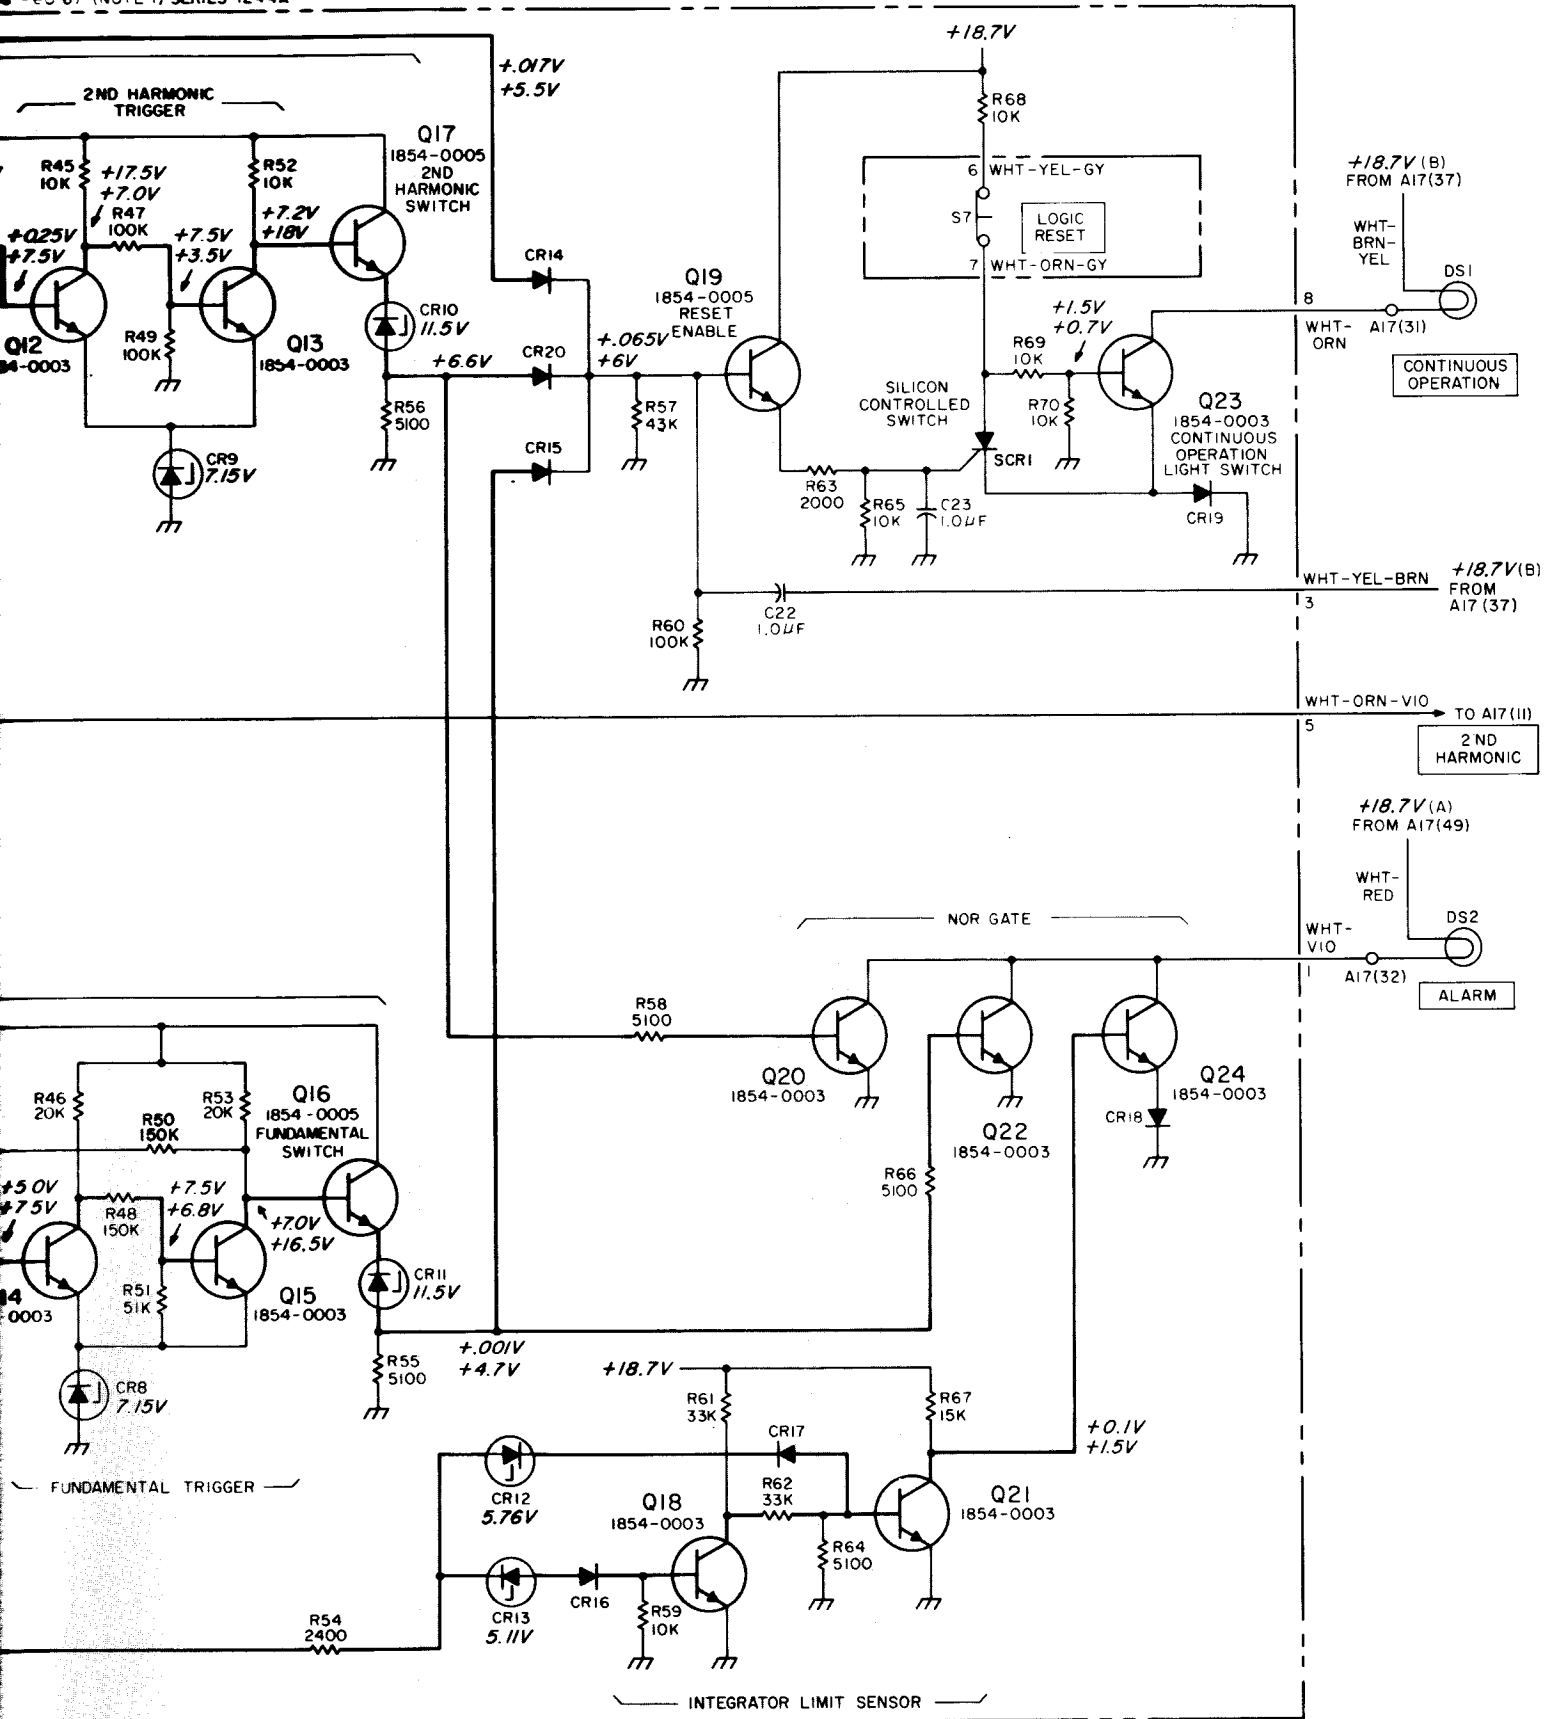 (NOTE 1) SERIES 1244A
+18.7V
+.017V
+5.5V
2ND HARMONIC
TRIGGER
R68
10K
Q17
1854-0005
2ND
HARMONIC
SWITCH
R45
10K
+17.5V
+7.0V
R52
10K
6 WHT-YEL-GY
S7
LOGIC
RESET
7 WHT-ORN-GY
+18.7V (B)
FROM A17(37)
WHT-
BRN-
YEL
DS1
R47
100K
+7.2V
+18V
+0.25V
+7.5V
+7.5V
+3.5V
CR14
Q19
1854-0005
RESET
ENABLE
8
WHT-
ORN
A17(31)
CONTINUOUS
OPERATION
CR10
11.5V
R49
100K
Q12
Q13
1854-0003
CR20
+6.6V
+.065V
+6V
+1.5V
+0.7V
R69
10K
R70
10K
SILICON
CONTROLLED
SWITCH
Q23
1854-0003
CONTINUOUS
OPERATION
LIGHT SWITCH
R56
5100
R57
43K
CR9
7.15V
CR15
SCR1
R63
2000
R65
10K
C23
1.0UF
CR19
WHT-YEL-BRN
3
+18.7V(B)
FROM
A17(37)
C22
1.0UF
R60
100K
WHT-ORN-VIO
5
TO A17(11)
2ND
HARMONIC
+18.7V(A)
FROM A17(49)
WHT-
RED
DS2
NOR GATE
WHT-
VIO
1
A17(32)
ALARM
R58
5100
Q20
1854-0003
Q22
1854-0003
Q24
1854-0003
CR18
R46
20K
R53
20K
R50
150K
Q16
1854-0005
FUNDAMENTAL
SWITCH
R66
5100
+5.0V
+7.5V
R48
150K
+7.5V
+6.8V
+7.0V
+16.5V
R51
51K
Q15
1854-0003
0003
CR11
11.5V
CR8
7.15V
R55
5100
+.001V
+4.7V
+18.7V
R61
33K
R67
15K
CR17
+0.1V
+1.5V
FUNDAMENTAL TRIGGER
CR12
5.76V
R62
33K
Q18
1854-0003
Q21
1854-0003
R64
5100
CR13
5.11V
CR16
R59
10K
R54
2400
INTEGRATOR LIMIT SENSOR